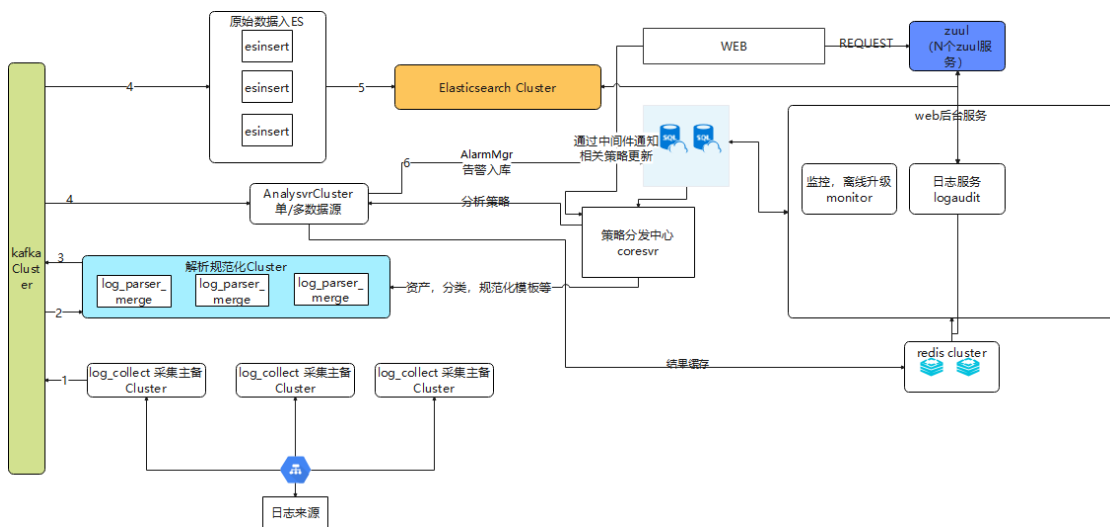 原始数据入ES
esinsert
esinsert
esinsert
4
5
Elasticsearch Cluster
WEB
REQUEST
zuul
（N个zuul服
务）
web后台服务
监控，离线升级
monitor
日志服务
logaudit
通过中间件通知
相关策略更新
SQL
SQL
6
AlarmMgr
告警入库
4
AnalysvrCluster
单/多数据源
分析策略
策略分发中心
coresvr
kafka
Clust
er
3
解析规范化Cluster
log_parser_
merge
log_parser_
merge
log_parser_
merge
2
资产，分类，规范化模板等
结果缓存
redis cluster
1
log_collect 采集主备
Cluster
log_collect 采集主备
Cluster
log_collect 采集主备
Cluster
日志来源